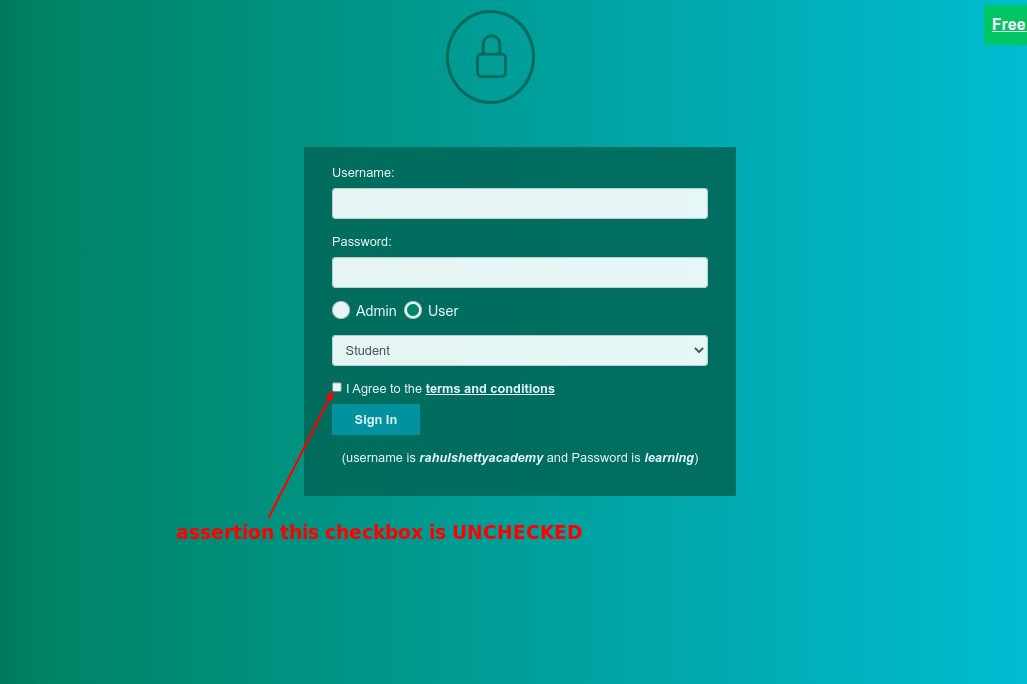 Free
Username:
Password:
Admin User
Student
I Agree to the terms and conditions
Sign In
(username is rahulshettyacademy and Password is learning)
assertion this checkbox is UNCHECKED